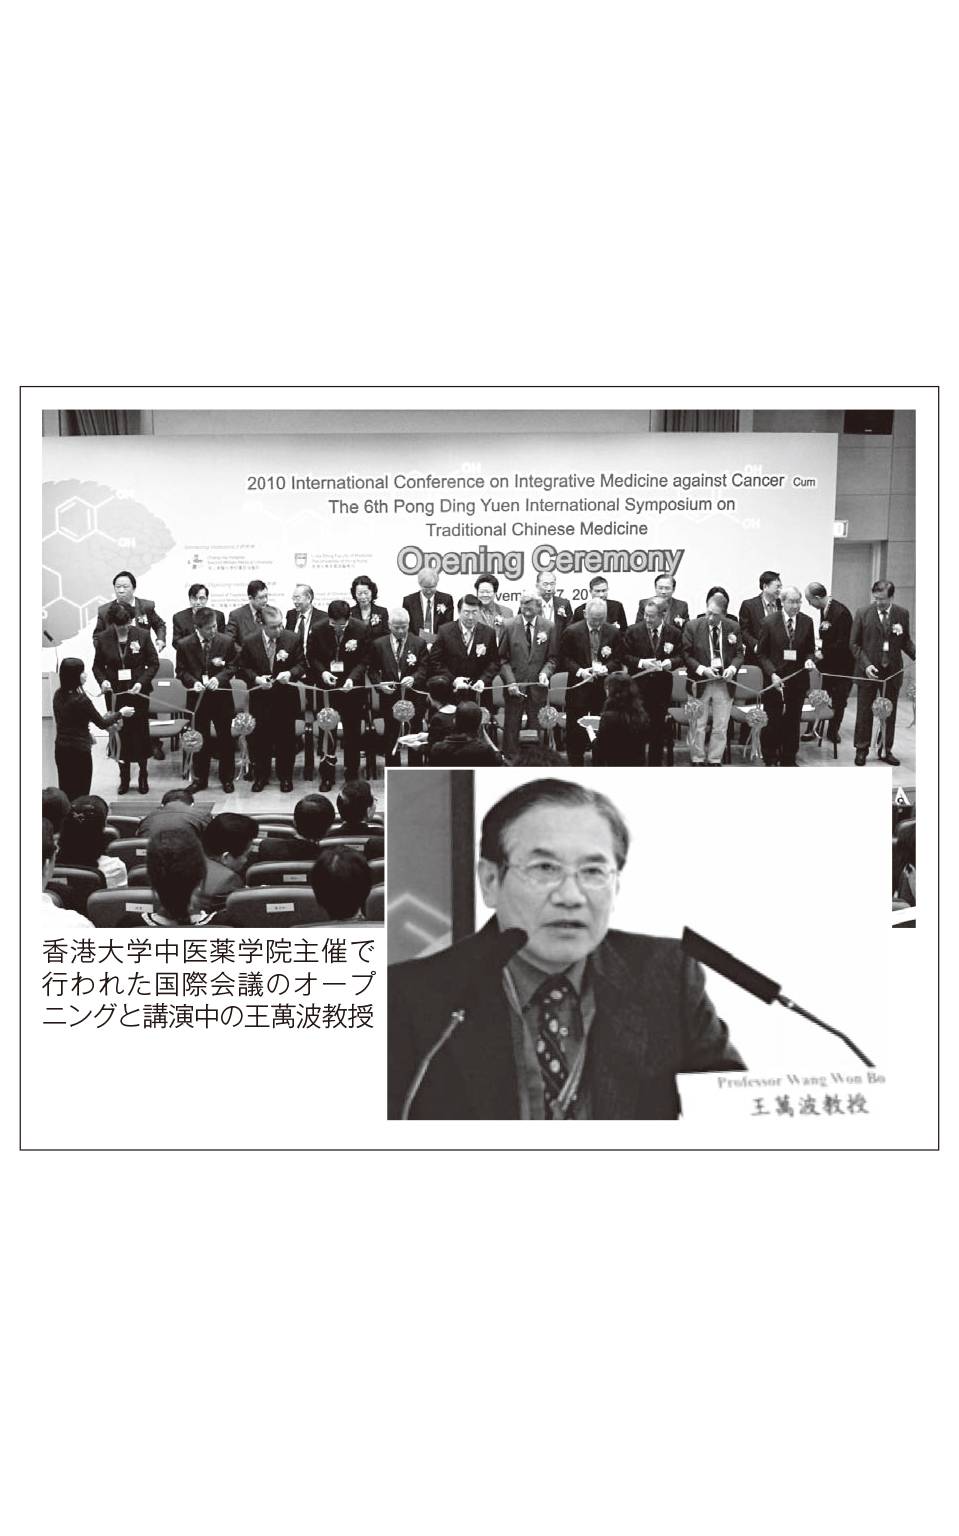 2010 International Conference on Integrative Medicine against Cancer Cum
The 6th Pong Ding Yuen International Symposium on
Traditional Chinese Medicine
Opening Ceremony
香港大学中医薬学院主催で
行われた国際会議のオープ
ニングと講演中の王萬波教授
Professor Wang Won Bo
王萬波教授